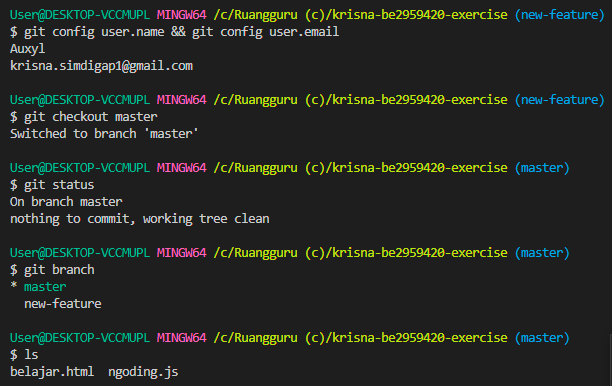 User@DESKTOP-VCCMUPL MINGW64 /c/Ruangguru (c)/krisna-be2959420-exercise (new-feature)
$ git config user.name && git config user.email
Auxyl
krisna.simdigap1@gmail.com
User@DESKTOP-VCCMUPL MINGW64 /c/Ruangguru (c)/krisna-be2959420-exercise (new-feature)
$ git checkout master
Switched to branch 'master'
User@DESKTOP-VCCMUPL MINGW64 /c/Ruangguru (c)/krisna-be2959420-exercise (master)
$ git status
On branch master
nothing to commit, working tree clean
User@DESKTOP-VCCMUPL MINGW64 /c/Ruangguru (c)/krisna-be2959420-exercise (master)
$ git branch
* master
  new-feature
User@DESKTOP-VCCMUPL MINGW64 /c/Ruangguru (c)/krisna-be2959420-exercise (master)
$ ls
belajar.html  ngoding.js